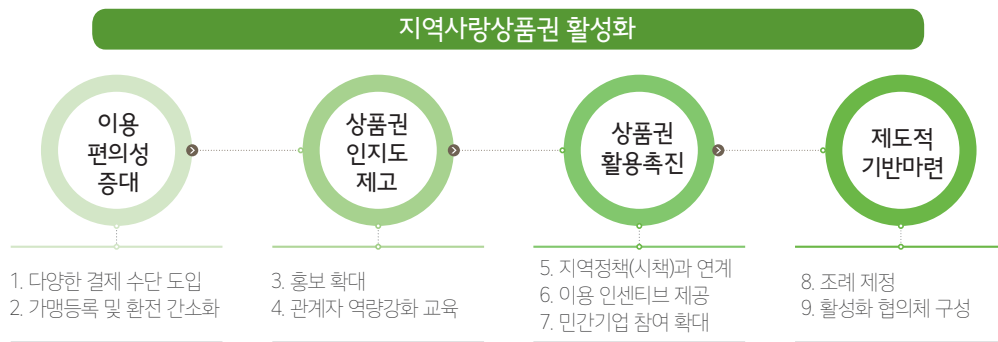 지역사랑상품권 활성화
이용
편의성
증대
상품권
인지도
제고
상품권
활용촉진
제도적
기반마련
1. 다양한 결제 수단 도입
2. 가맹등록 및 환전 간소화
3. 홍보 확대
4. 관계자 역량강화 교육
5. 지역정책(시책)과 연계
6. 이용 인센티브 제공
7. 민간기업 참여 확대
8. 조례 제정
9. 활성화 협의체 구성